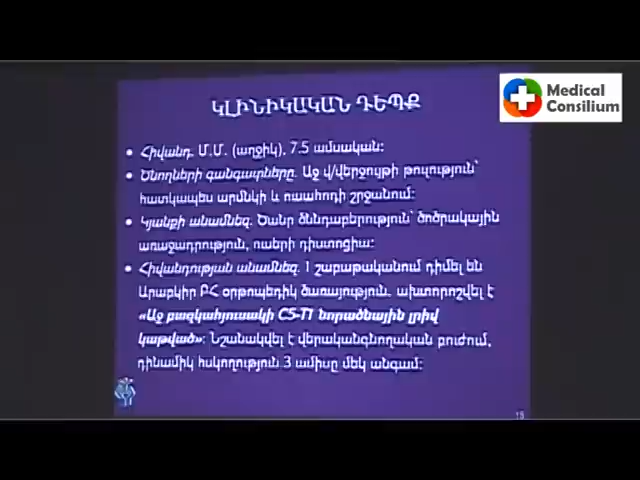 Medical
Consilium
ԿԼԻՆԻԿԱԿԱՆ ԴԵՊՔ
• Հիվանդ. Մ.Մ. (աղջիկ), 7.5 ամսական:
• Ծնողների գանգատները. Աջ վ/վերջույթի թուլություն՝
հատկապես արմնկի և ուսահոդի շրջանում:
• Կյանքի անամնեզ. Ծանր ծննդաբերություն՝ ծոծրակային
առաջադրություն, ուսերի դիստոցիա:
• Հիվանդության անամնեզ. 1 շաբաթականում դիմել են
Արաբկիր ԲՀ օրթոպեդիկ ծառայություն, ախտորոշվել է
«Աջ բազկահյուսակի C5-T1 նորածնային լրիվ
կաթված»: Նշանակվել է վերականգնողական բուժում,
դինամիկ հսկողություն 3 ամիսը մեկ անգամ:
15